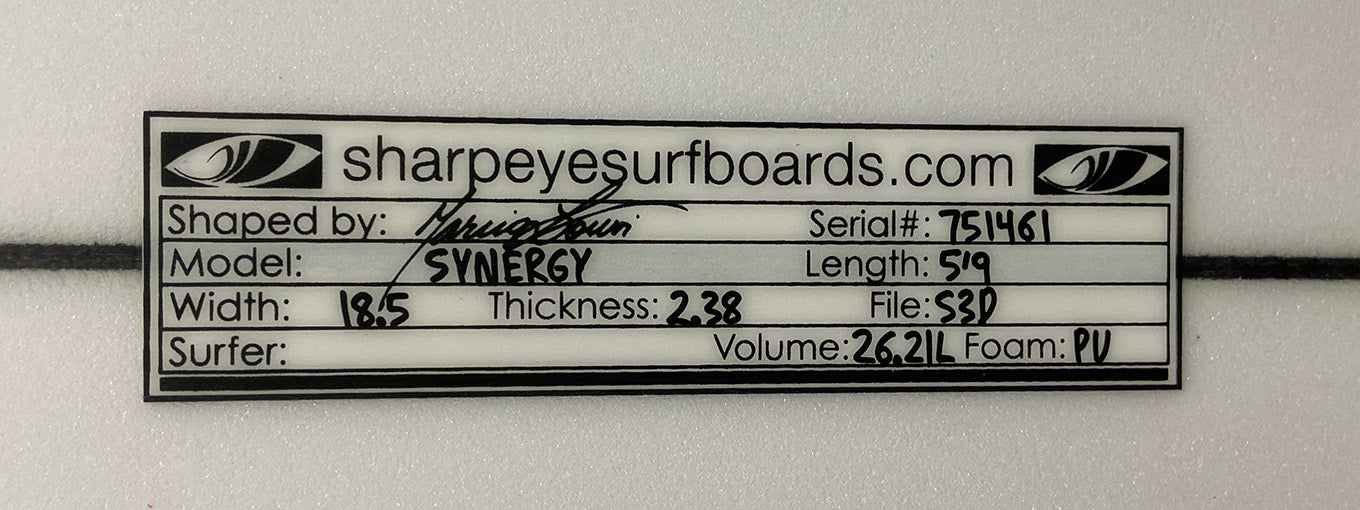 sharpeyesurfboards.com
Shaped by: Serial#: 751461
Model: SYNERGY Length: 5'9
Width: 18.5 Thickness: 2.38 File: S3D
Surfer: Volume: 26.21L Foam: PU